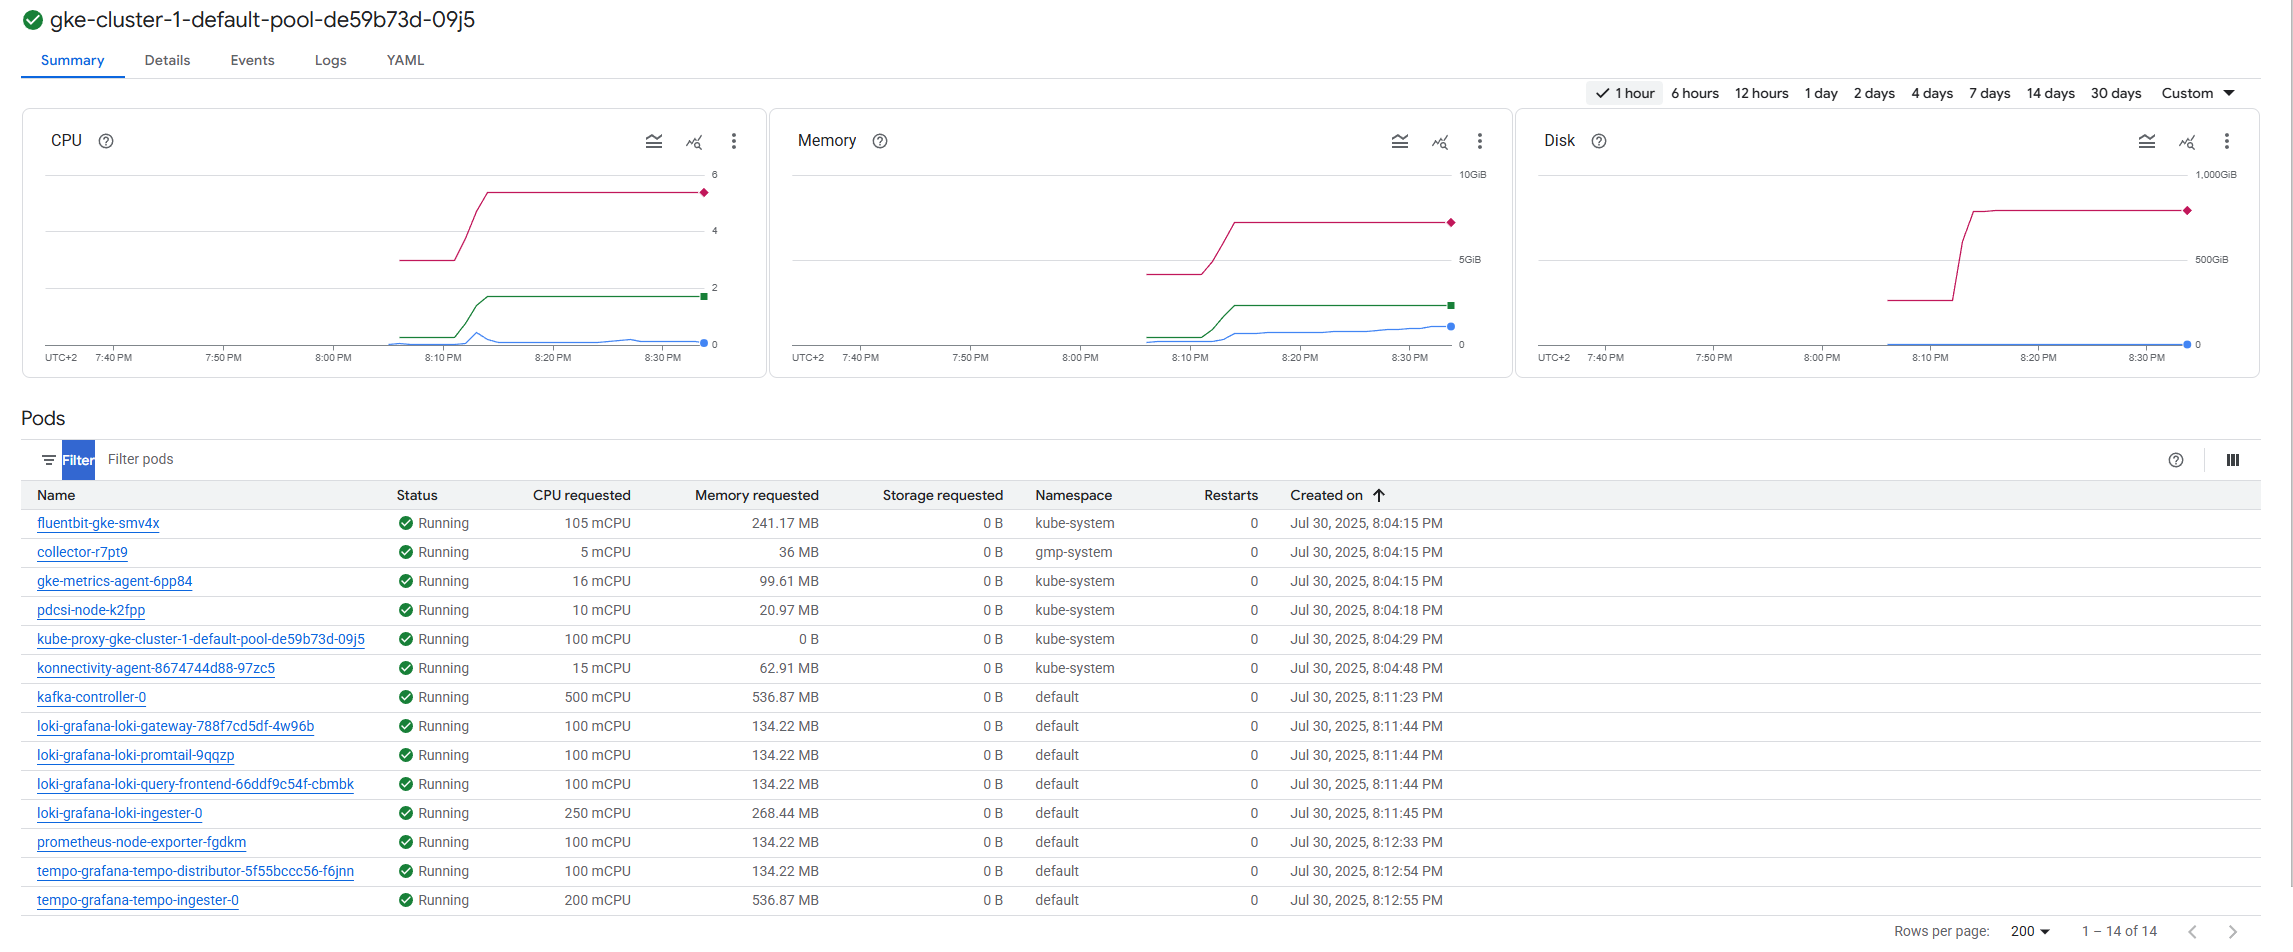 gke-cluster-1-default-pool-de59b73d-09j5
Summary Details Events Logs YAML
1 hour 6 hours 12 hours 1 day 2 days 4 days 7 days 14 days 30 days Custom
CPU
6
4
2
0
UTC+2 7:40 PM 7:50 PM 8:00 PM 8:10 PM 8:20 PM 8:30 PM
Memory
10GiB
5GiB
0
UTC+2 7:40 PM 7:50 PM 8:00 PM 8:10 PM 8:20 PM 8:30 PM
Disk
1,000GiB
500GiB
0
UTC+2 7:40 PM 7:50 PM 8:00 PM 8:10 PM 8:20 PM 8:30 PM
Pods
Filter Filter pods
Name Status CPU requested Memory requested Storage requested Namespace Restarts Created on
fluentbit-gke-smv4x Running 105 mCPU 241.17 MB 0 B kube-system 0 Jul 30, 2025, 8:04:15 PM
collector-r7pt9 Running 5 mCPU 36 MB 0 B gmp-system 0 Jul 30, 2025, 8:04:15 PM
gke-metrics-agent-6pp84 Running 16 mCPU 99.61 MB 0 B kube-system 0 Jul 30, 2025, 8:04:15 PM
pdcsi-node-k2fpp Running 10 mCPU 20.97 MB 0 B kube-system 0 Jul 30, 2025, 8:04:18 PM
kube-proxy-gke-cluster-1-default-pool-de59b73d-09j5 Running 100 mCPU 0 B 0 B kube-system 0 Jul 30, 2025, 8:04:29 PM
konnectivity-agent-8674744d88-97zc5 Running 15 mCPU 62.91 MB 0 B kube-system 0 Jul 30, 2025, 8:04:48 PM
kafka-controller-0 Running 500 mCPU 536.87 MB 0 B default 0 Jul 30, 2025, 8:11:23 PM
loki-grafana-loki-gateway-788f7cd5df-4w96b Running 100 mCPU 134.22 MB 0 B default 0 Jul 30, 2025, 8:11:44 PM
loki-grafana-loki-promtail-9qqzp Running 100 mCPU 134.22 MB 0 B default 0 Jul 30, 2025, 8:11:44 PM
loki-grafana-loki-query-frontend-66ddf9c54f-cbmbk Running 100 mCPU 134.22 MB 0 B default 0 Jul 30, 2025, 8:11:44 PM
loki-grafana-loki-ingester-0 Running 250 mCPU 268.44 MB 0 B default 0 Jul 30, 2025, 8:11:45 PM
prometheus-node-exporter-fgdkm Running 100 mCPU 134.22 MB 0 B default 0 Jul 30, 2025, 8:12:33 PM
tempo-grafana-tempo-distributor-5f55bccc56-f6jnn Running 100 mCPU 134.22 MB 0 B default 0 Jul 30, 2025, 8:12:54 PM
tempo-grafana-tempo-ingester-0 Running 200 mCPU 536.87 MB 0 B default 0 Jul 30, 2025, 8:12:55 PM
Rows per page: 200 1 – 14 of 14